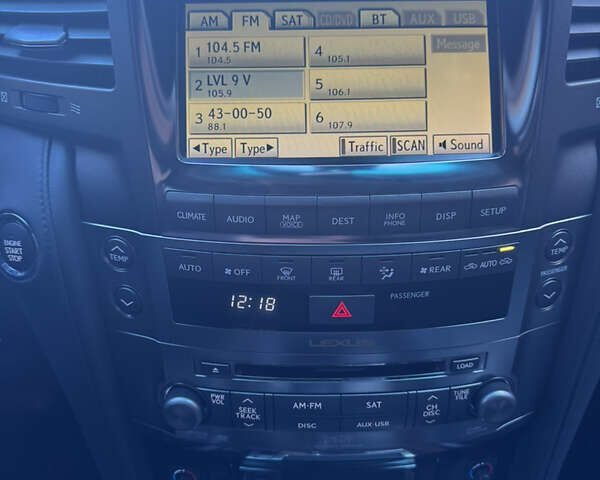 AM FM SAT CD/DVD BT AUX USB
1 104.5 FM 104.5
4 105.1
Message
2 LVL 9 V 105.9
5 106.1
3 43-00-50 88.1
6 107.9
◄Type Type► Traffic SCAN Sound
CLIMATE AUDIO MAP VOICE DEST INFO PHONE DISP SETUP
ENGINE START STOP
TEMP
AUTO OFF FRONT REAR REAR AUTO
TEMP
PASSENGER
12:18
PASSENGER
LEXUS
LOAD
PWR VOL
SEEK TRACK
AM·FM SAT
CH DISC
TUNE FILE
DISC AUX·USB